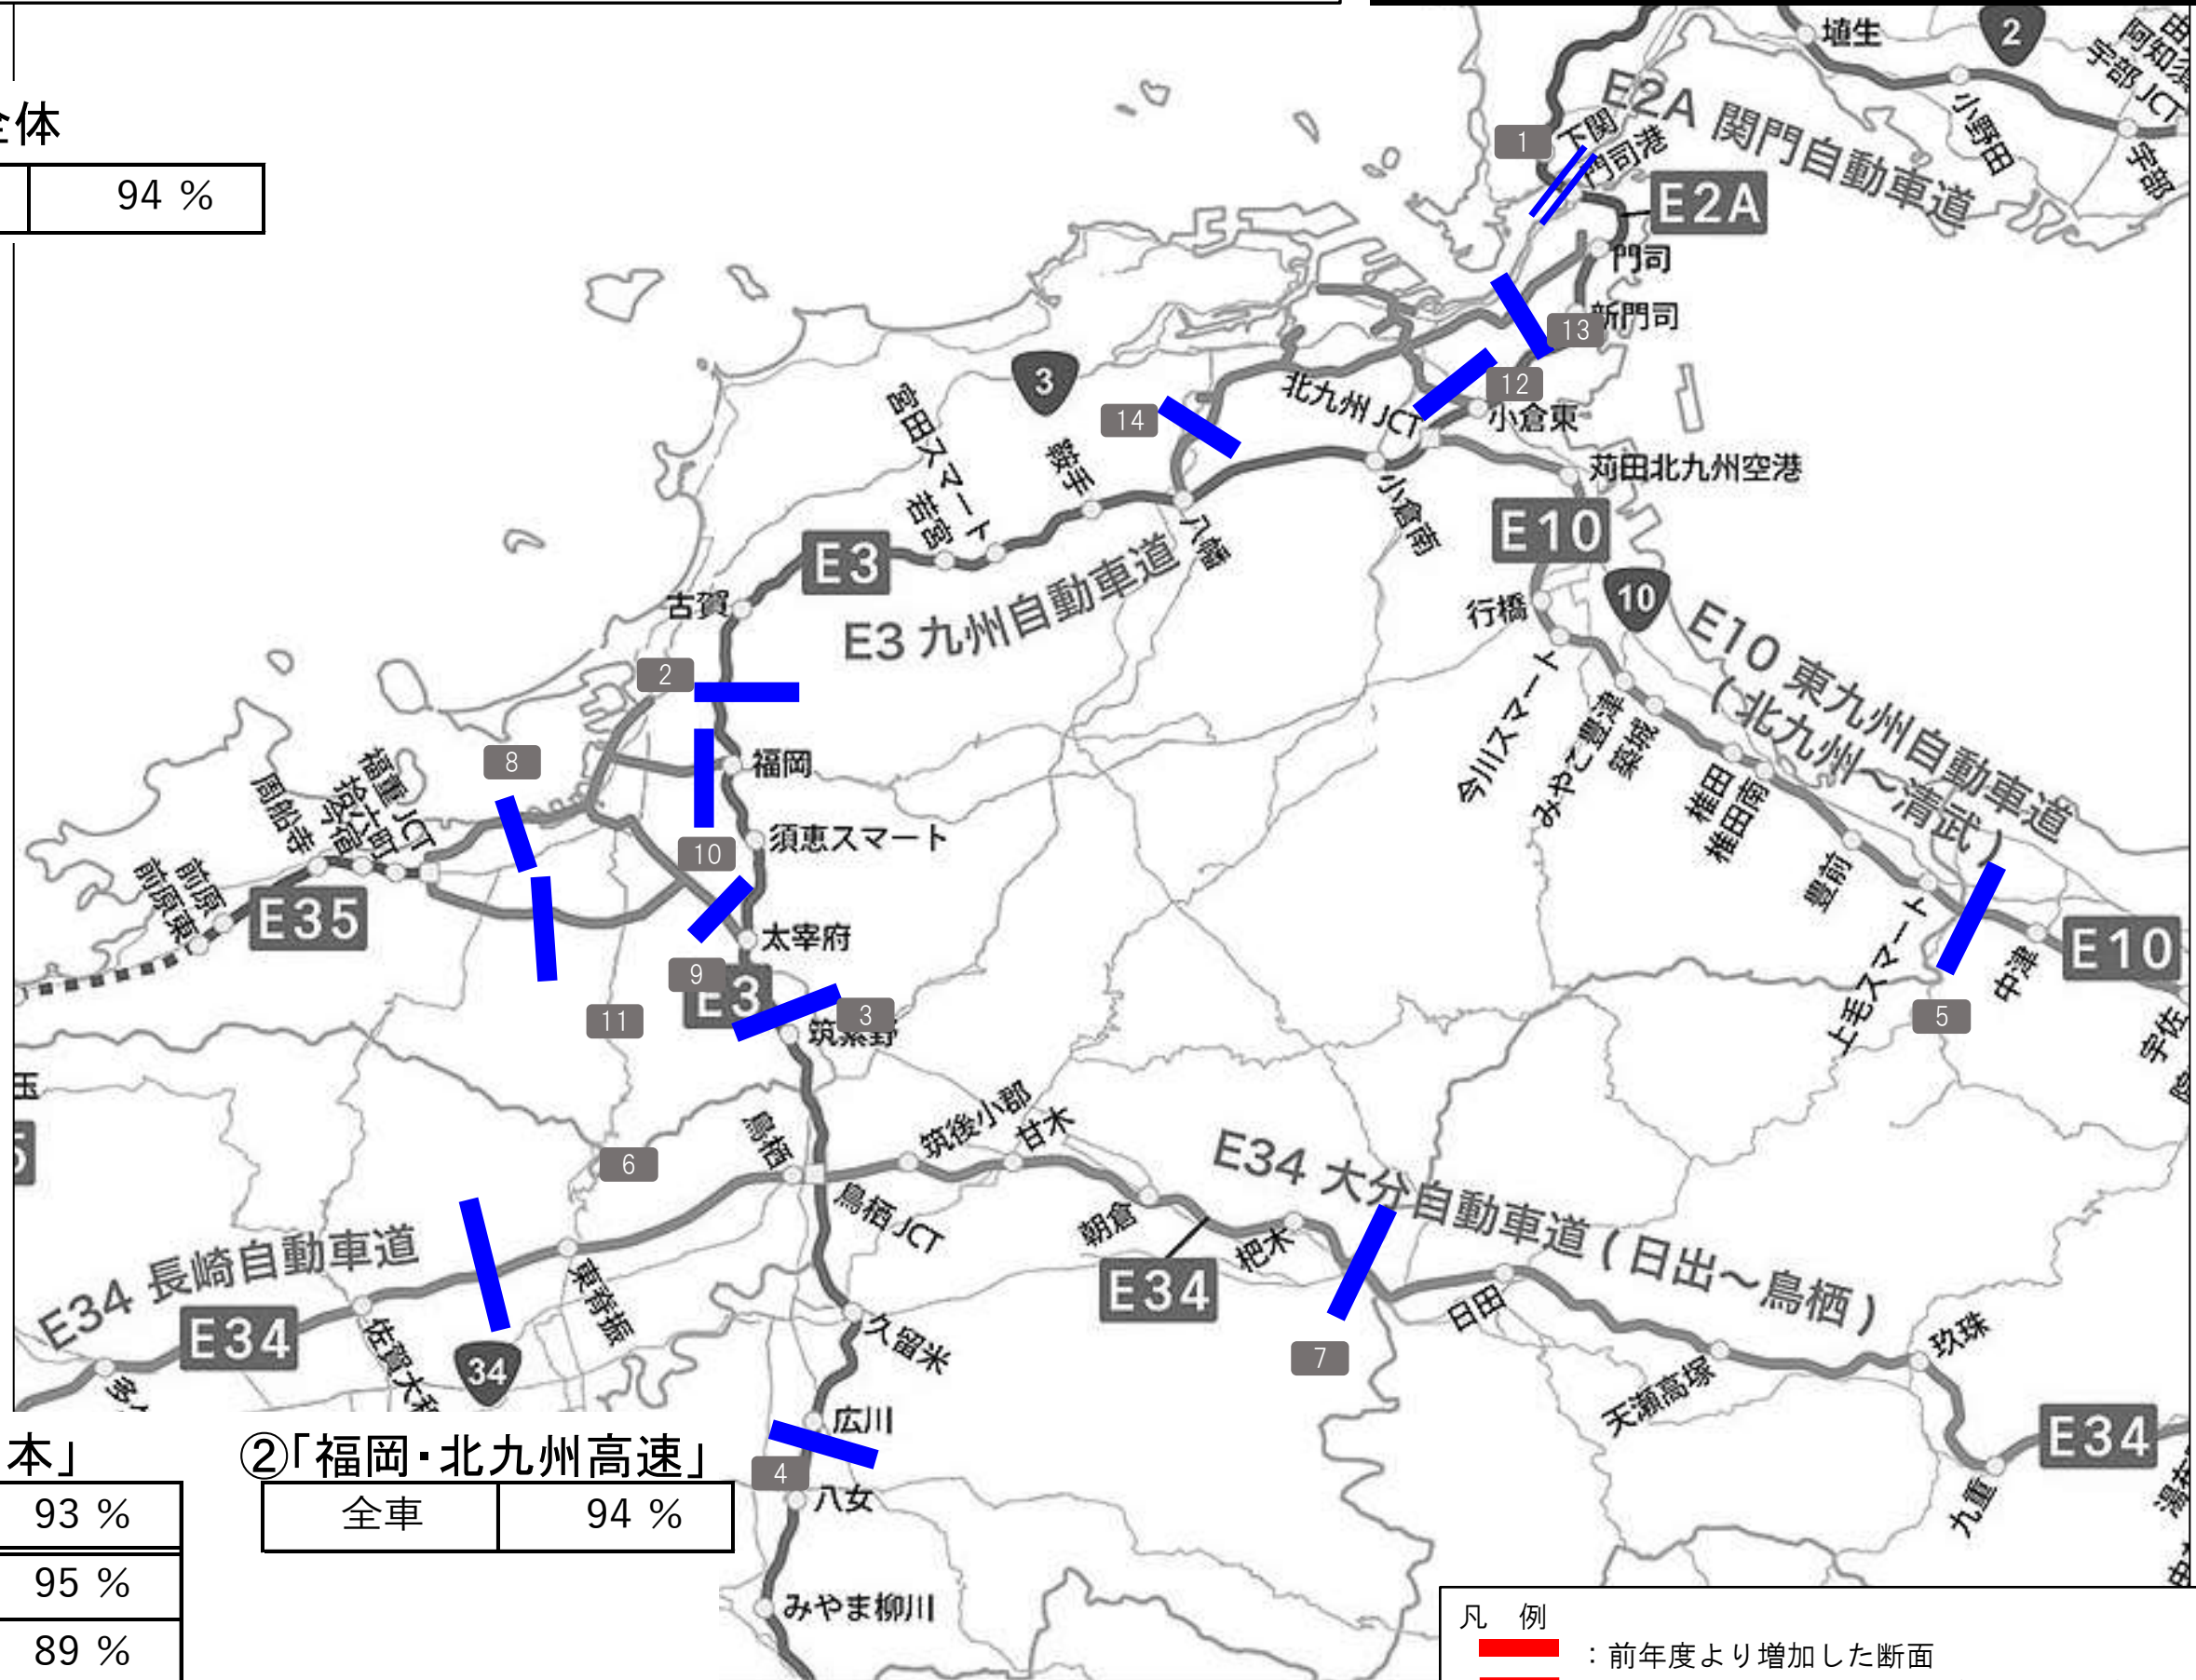 全体
94 %
埴生
2
宇部JCT
小野田
宇部
E2A 関門自動車道
1
下関
門司港
E2A
門司
新門司
13
12
3
14
北九州JCT
小倉東
宮田スマート
若宮
鞍手
八幡
小倉南
苅田北九州空港
E10
E3
E3 九州自動車道
古賀
行橋
10
E10 東九州自動車道
(北九州～清武)
今川スマート
みやこ豊津
築城
椎田
椎田南
豊前
上毛スマート
中津
E10
5
宇佐
2
福岡
8
須恵スマート
10
福重JCT
拾六町
今宿
周船寺
前原
前原東
E35
太宰府
9
E3
3
11
筑紫野
6
鳥栖
筑後小郡
甘木
鳥栖JCT
朝倉
杷木
E34
E34 大分自動車道(日出～鳥栖)
7
日田
天瀬高塚
玖珠
九重
E34
E34 長崎自動車道
E34
佐賀大和
34
東脊振
久留米
広川
4
八女
みやま柳川
本」
93 %
95 %
89 %
②「福岡・北九州高速」
全車
94 %
凡 例
：前年度より増加した断面